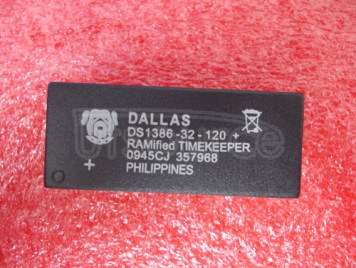 DALLAS
DS1386-32-120 +
RAMified TIMEKEEPER
0945CJ 357968
+
PHILIPPINES